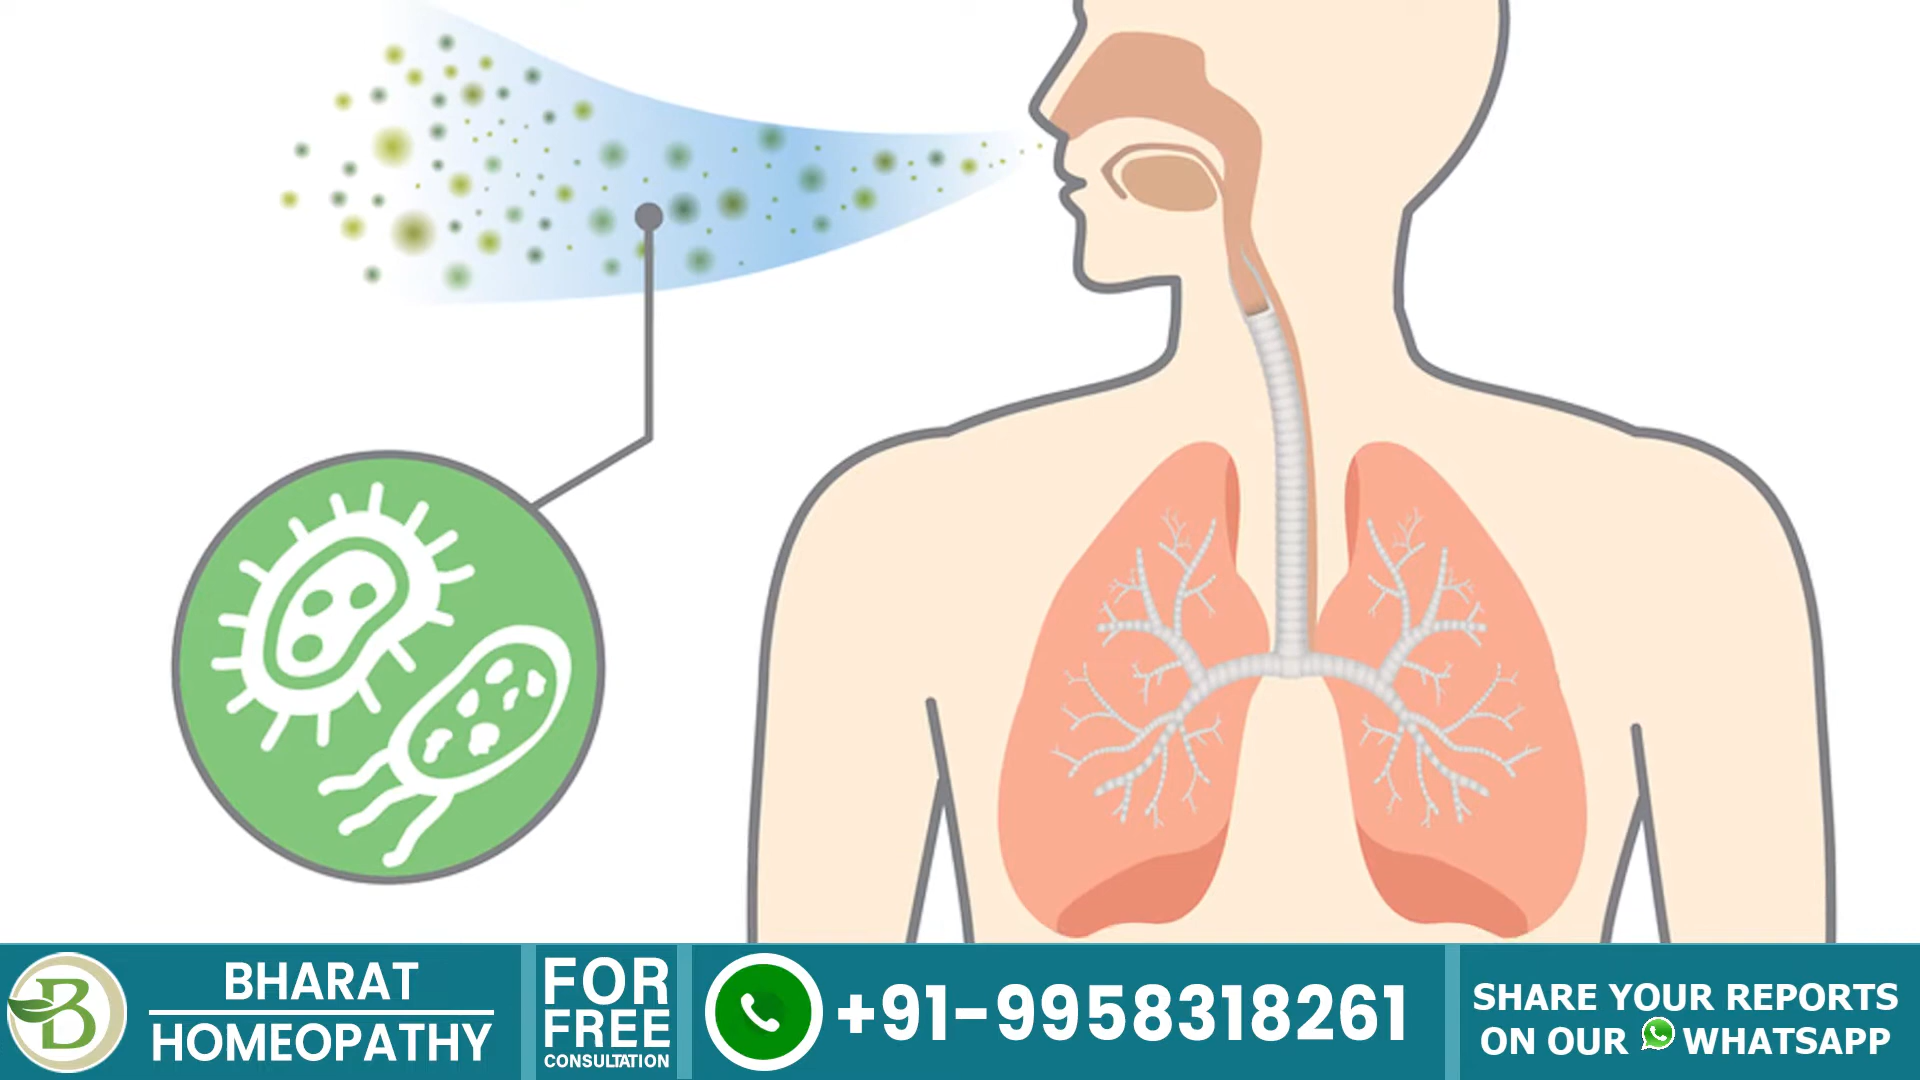 BHARAT
HOMEOPATHY
FOR
FREE
CONSULTATION
+91-9958318261
SHARE YOUR REPORTS
ON OUR WHATSAPP
B